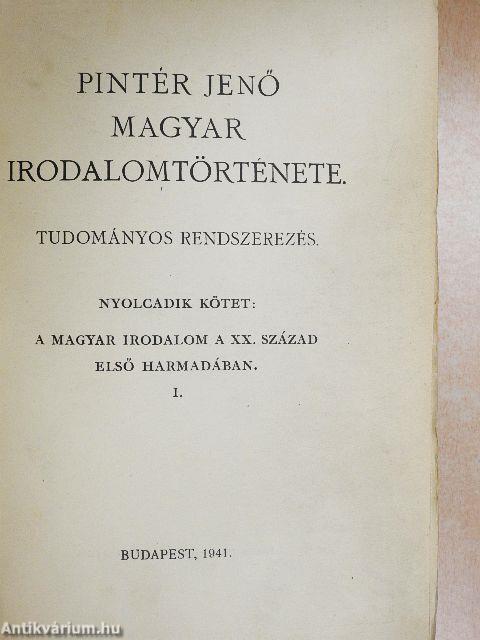 PINTÉR JENŐ
MAGYAR
IRODALOMTÖRTÉNETE.
TUDOMÁNYOS RENDSZEREZÉS.
NYOLCADIK KÖTET:
A MAGYAR IRODALOM A XX. SZÁZAD
ELSŐ HARMADÁBAN.
I.
BUDAPEST, 1941.
Antikvárium.hu